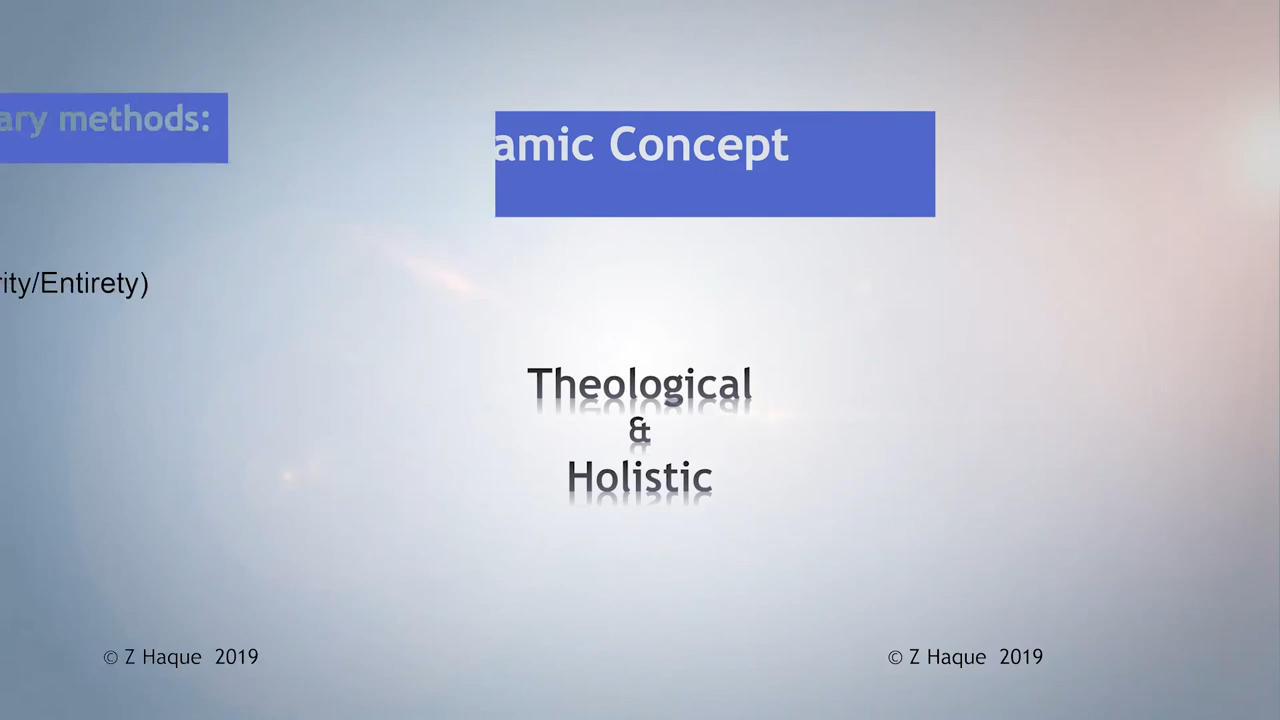 ary methods:
amic Concept
rity/Entirety)
Theological
&
Holistic
© Z Haque 2019
© Z Haque 2019